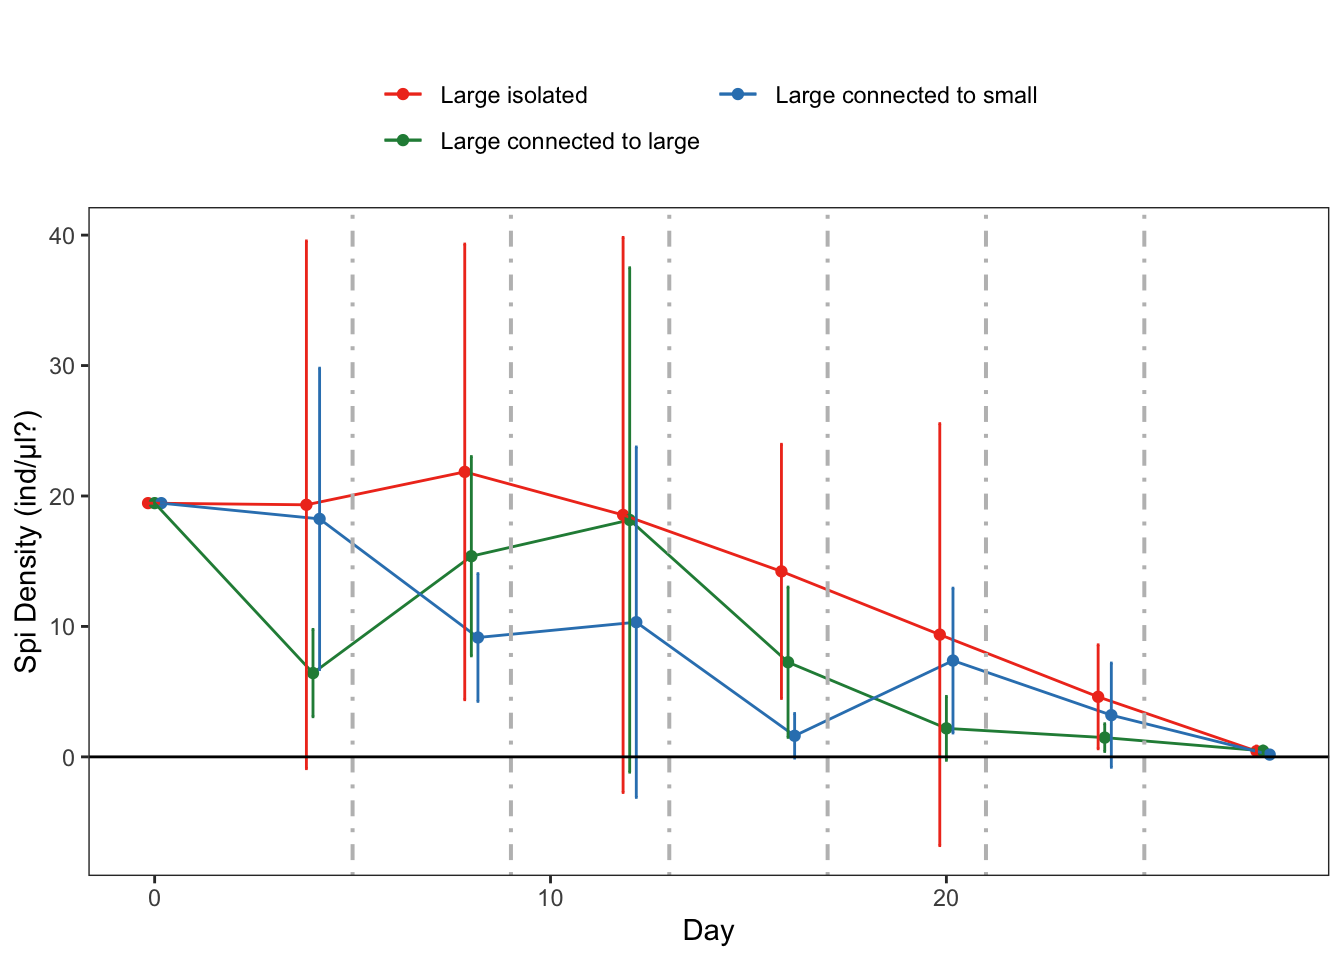 Large isolated
Large connected to small
Large connected to large
Spi Density (ind/µl?)
40
30
20
10
0
0
10
20
Day